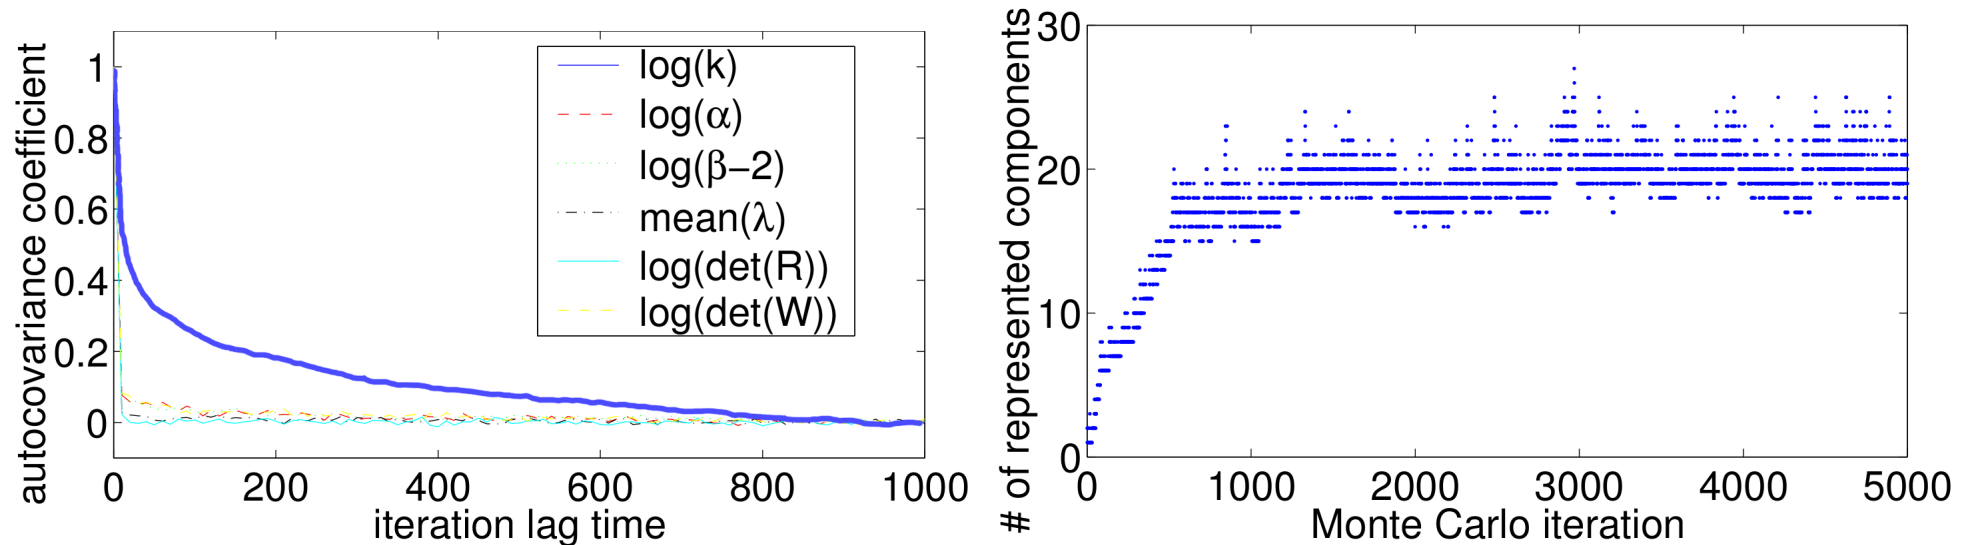 autocovariance coefficient
1
0.8
0.6
0.4
0.2
0
0 200 400 600 800 1000
iteration lag time
log(k)
log(α)
log(β−2)
mean(λ)
log(det(R))
log(det(W))
# of represented components
30
20
10
0
0 1000 2000 3000 4000 5000
Monte Carlo iteration